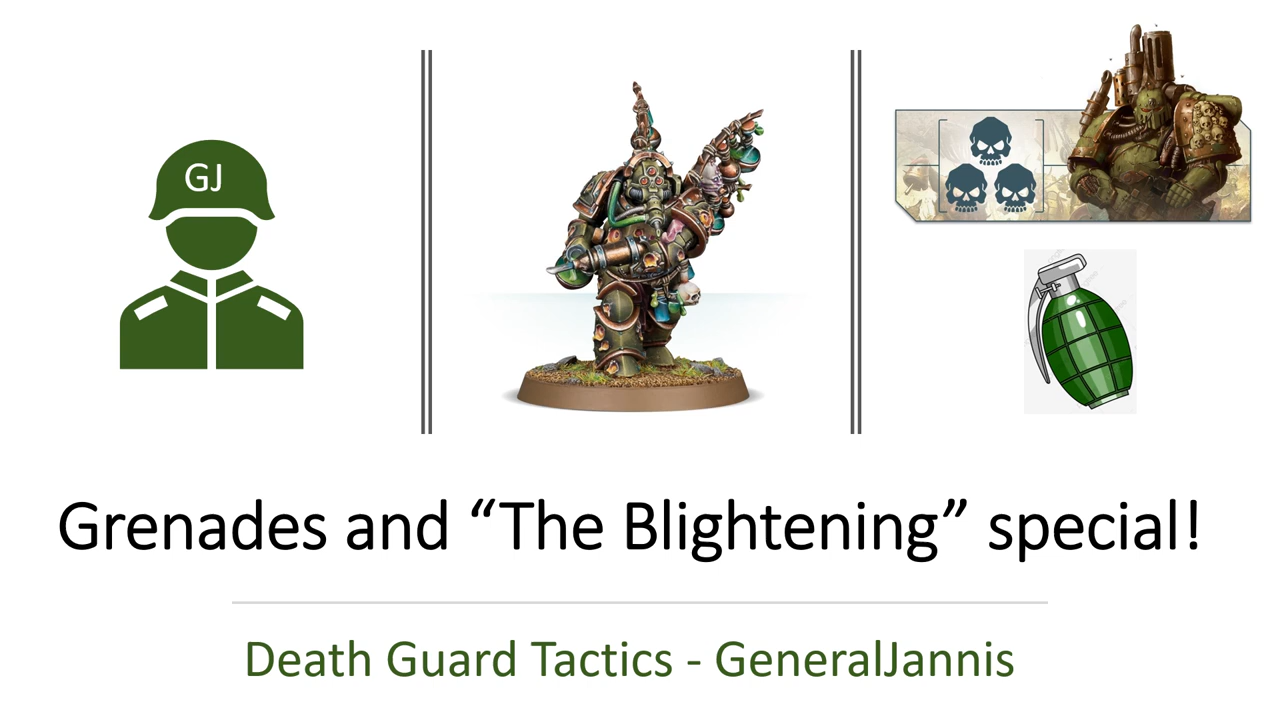 GJ
Grenades and “The Blightening” special!
Death Guard Tactics - GeneralJannis